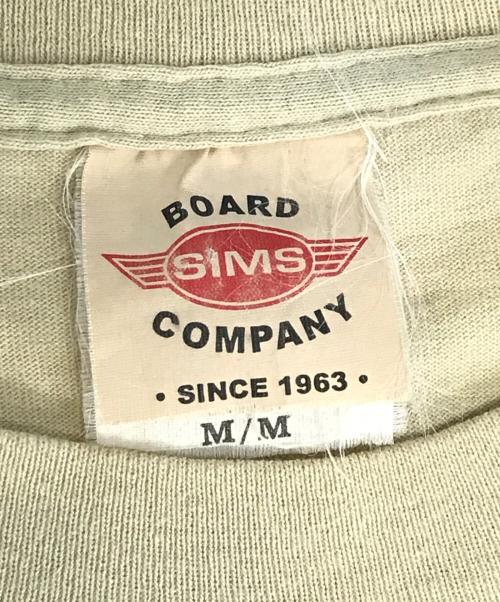 BOARD
SIMS
COMPANY
• SINCE 1963 •
M/M